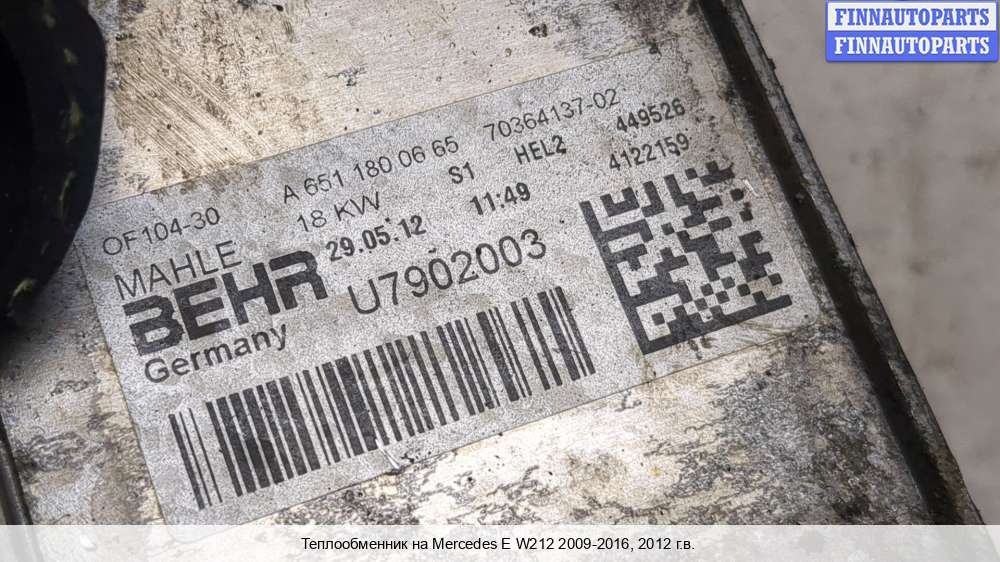 FINNAUTOPARTS
FINNAUTOPARTS
OF104-30 A 651 180 06 65 70364137-02
MAHLE 18 KW S1 HEL2 449526
BEHR 29.05.12 11:49 4122159
Germany U7902003
Теплообменник на Mercedes E W212 2009-2016, 2012 г.в.